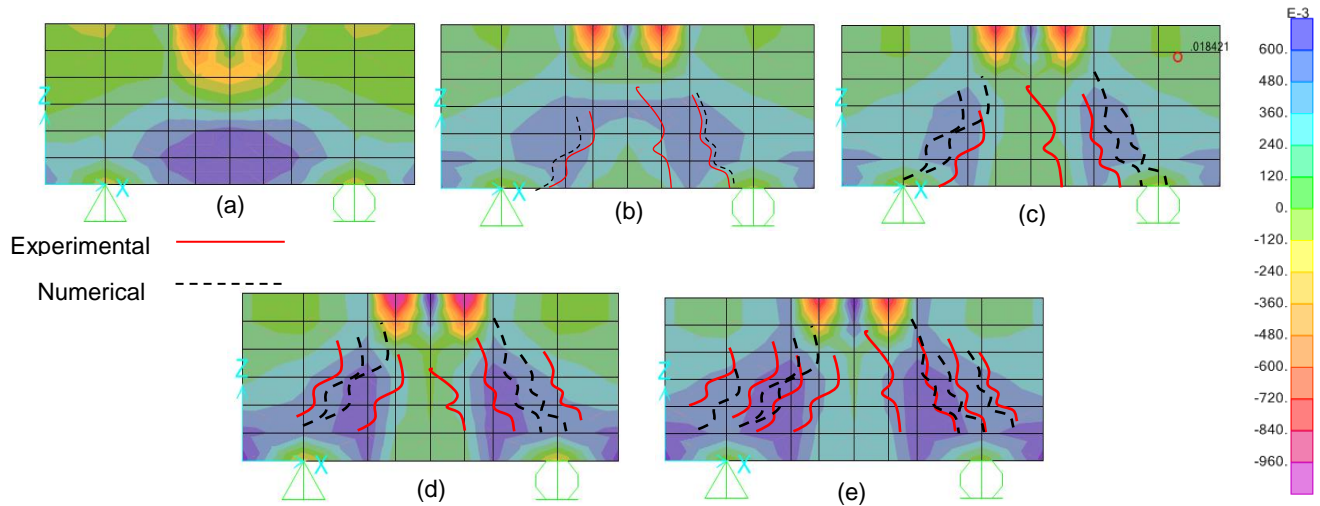 E-3
600.
480.
360.
240.
120.
0.
-120.
-240.
-360.
-480.
-600.
-720.
-840.
-960.
.018421
Z
X
(a)
Z
X
(b)
Z
X
(c)
Experimental
Numerical
Z
X
(d)
Z
X
(e)